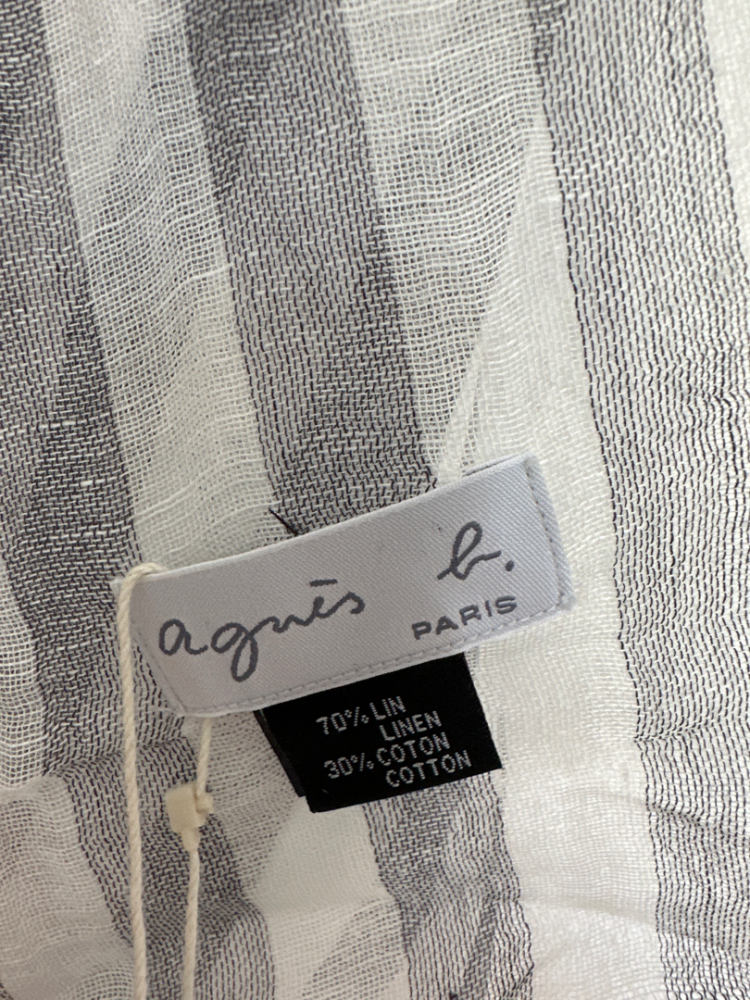 agnès b.
PARIS
70% LIN
LINEN
30% COTON
COTTON